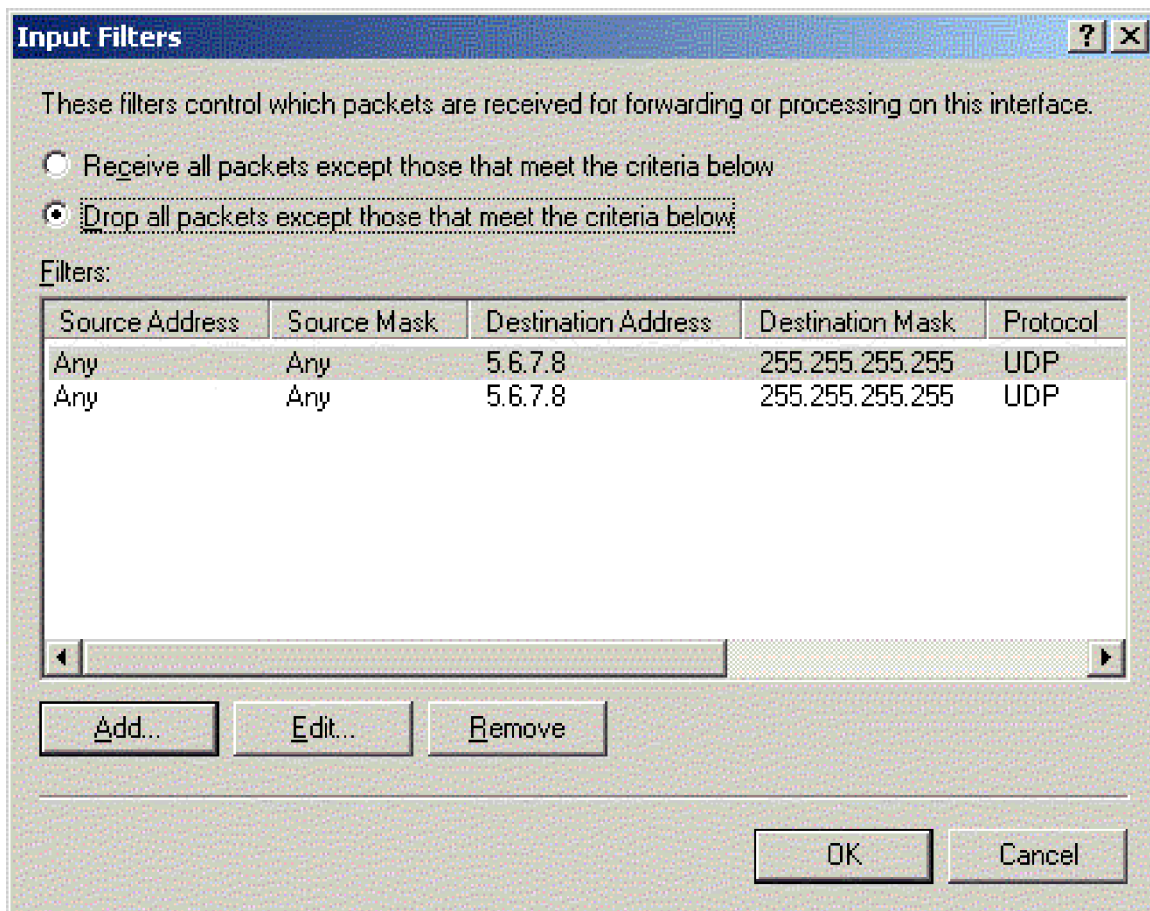 Input Filters
These filters control which packets are received for forwarding or processing on this interface.
Receive all packets except those that meet the criteria below
Drop all packets except those that meet the criteria below
Filters:
Source Address Source Mask Destination Address Destination Mask Protocol
Any Any 5.6.7.8 255.255.255.255 UDP
Any Any 5.6.7.8 255.255.255.255 UDP
Add... Edit... Remove
OK Cancel